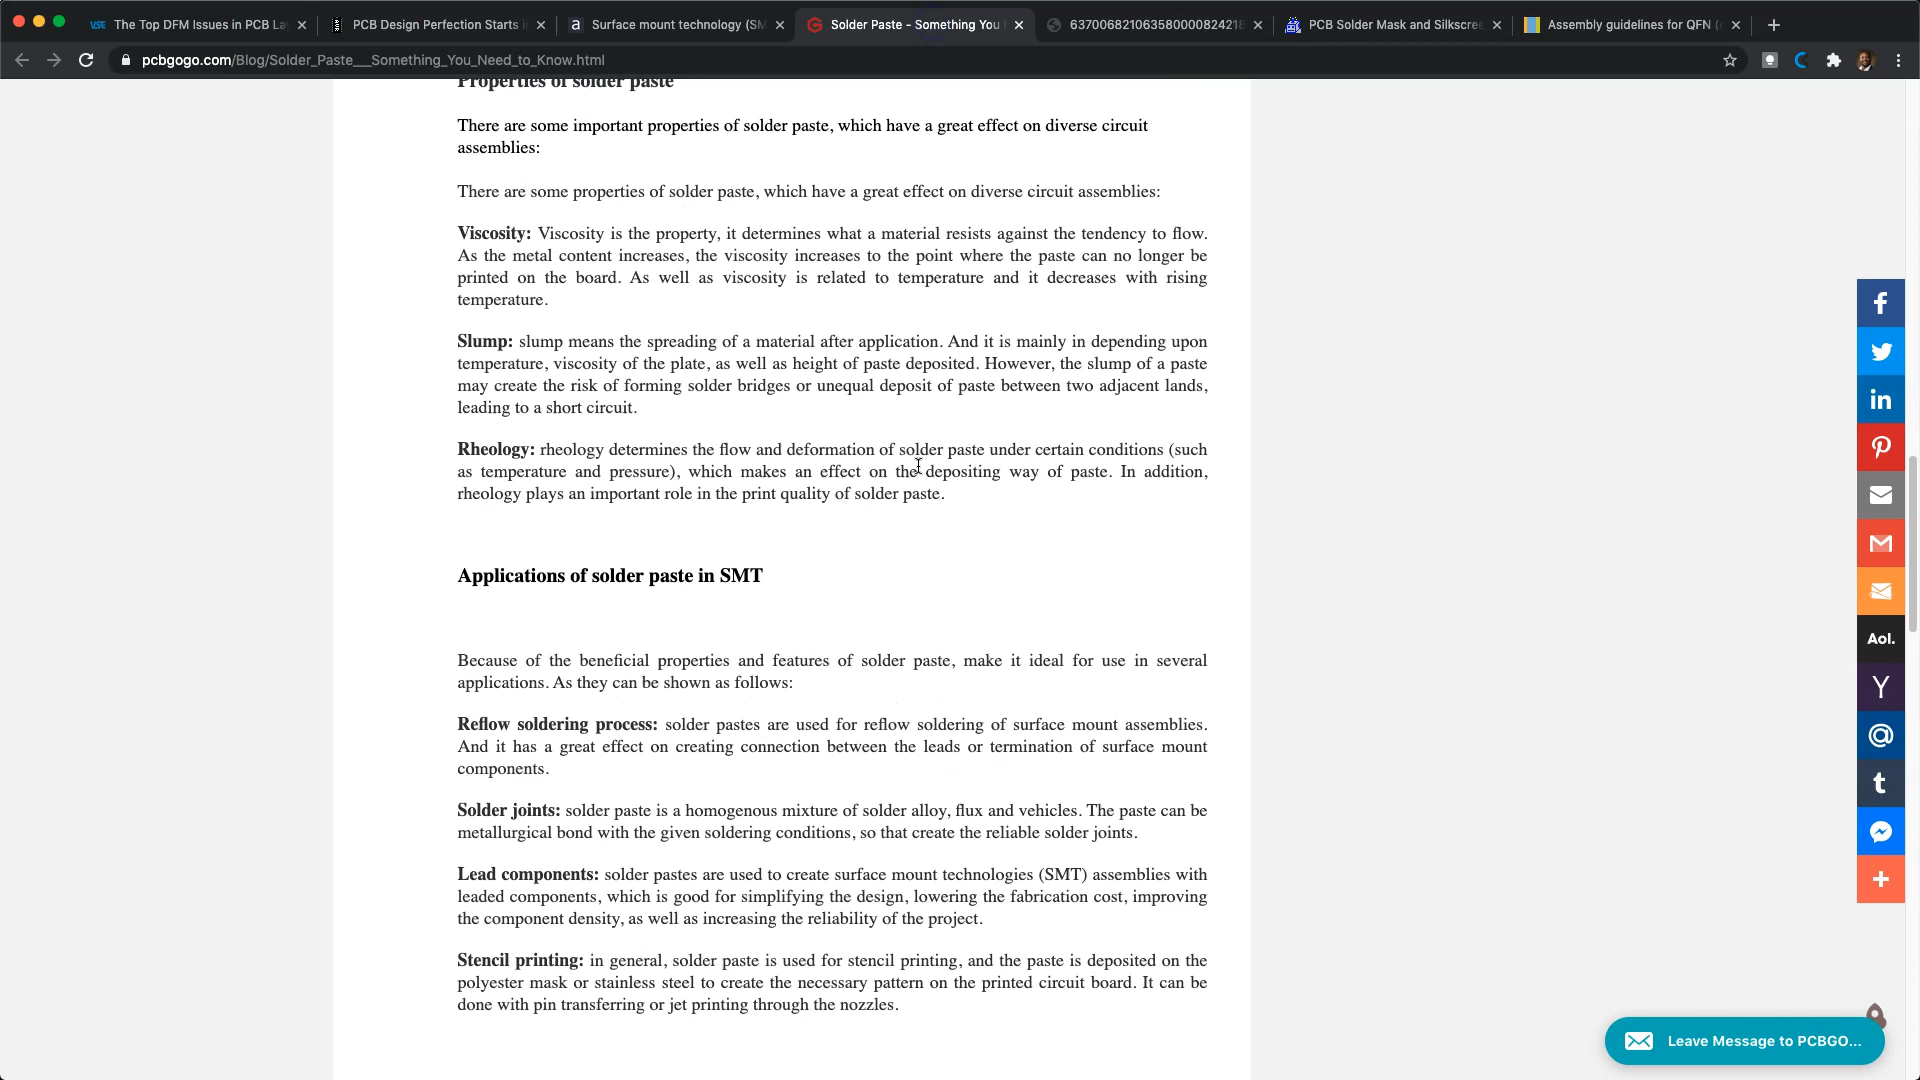 The Top DFM Issues in PCB La
PCB Design Perfection Starts i
Surface mount technology (SM
Solder Paste - Something You
637006821063580000824218
PCB Solder Mask and Silkscree
Assembly guidelines for QFN (
pcbgogo.com/Blog/Solder_Paste___Something_You_Need_to_Know.html
Properties of solder paste
There are some important properties of solder paste, which have a great effect on diverse circuit
assemblies:
There are some properties of solder paste, which have a great effect on diverse circuit assemblies:
Viscosity: Viscosity is the property, it determines what a material resists against the tendency to flow.
As the metal content increases, the viscosity increases to the point where the paste can no longer be
printed on the board. As well as viscosity is related to temperature and it decreases with rising
temperature.
Slump: slump means the spreading of a material after application. And it is mainly in depending upon
temperature, viscosity of the plate, as well as height of paste deposited. However, the slump of a paste
may create the risk of forming solder bridges or unequal deposit of paste between two adjacent lands,
leading to a short circuit.
Rheology: rheology determines the flow and deformation of solder paste under certain conditions (such
as temperature and pressure), which makes an effect on the depositing way of paste. In addition,
rheology plays an important role in the print quality of solder paste.
Applications of solder paste in SMT
Because of the beneficial properties and features of solder paste, make it ideal for use in several
applications. As they can be shown as follows:
Reflow soldering process: solder pastes are used for reflow soldering of surface mount assemblies.
And it has a great effect on creating connection between the leads or termination of surface mount
components.
Solder joints: solder paste is a homogenous mixture of solder alloy, flux and vehicles. The paste can be
metallurgical bond with the given soldering conditions, so that create the reliable solder joints.
Lead components: solder pastes are used to create surface mount technologies (SMT) assemblies with
leaded components, which is good for simplifying the design, lowering the fabrication cost, improving
the component density, as well as increasing the reliability of the project.
Stencil printing: in general, solder paste is used for stencil printing, and the paste is deposited on the
polyester mask or stainless steel to create the necessary pattern on the printed circuit board. It can be
done with pin transferring or jet printing through the nozzles.
Aol.
Leave Message to PCBGO...